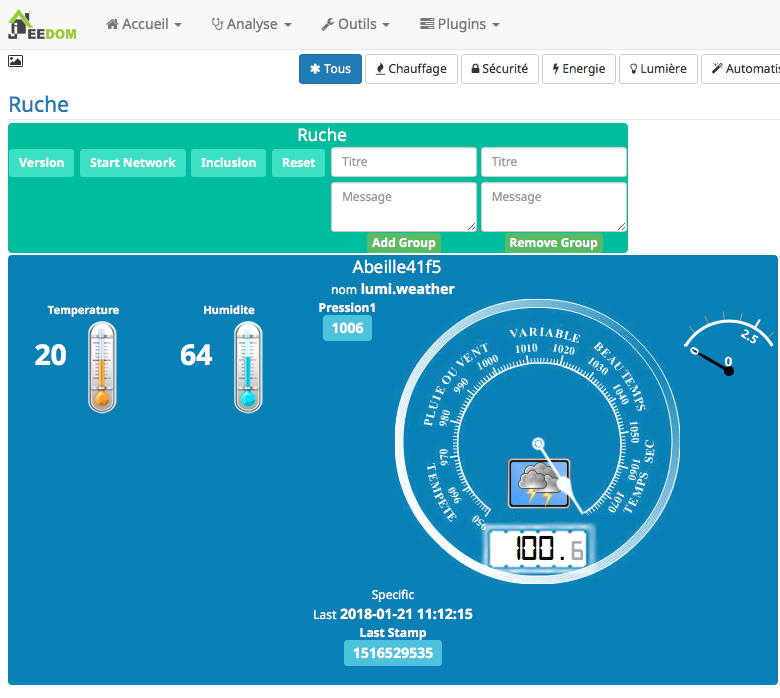 JEEDOM Accueil Analyse Outils Plugins
Tous Chauffage Sécurité Energie Lumière Automatis
Ruche
Ruche
Version Start Network Inclusion Reset Titre Titre
Message Message
Add Group Remove Group
Abeille41f5
nom lumi.weather
Temperature Humidite Pression1
20 64 1006
TEMPETE PLUIE OU VENT VARIABLE BEAU TEMPS TEMPS SEC
950 960 970 980 990 1000 1010 1020 1030 1040 1050 1060 1070
100.6
0 2.5
0
Specific
Last 2018-01-21 11:12:15
Last Stamp
1516529535